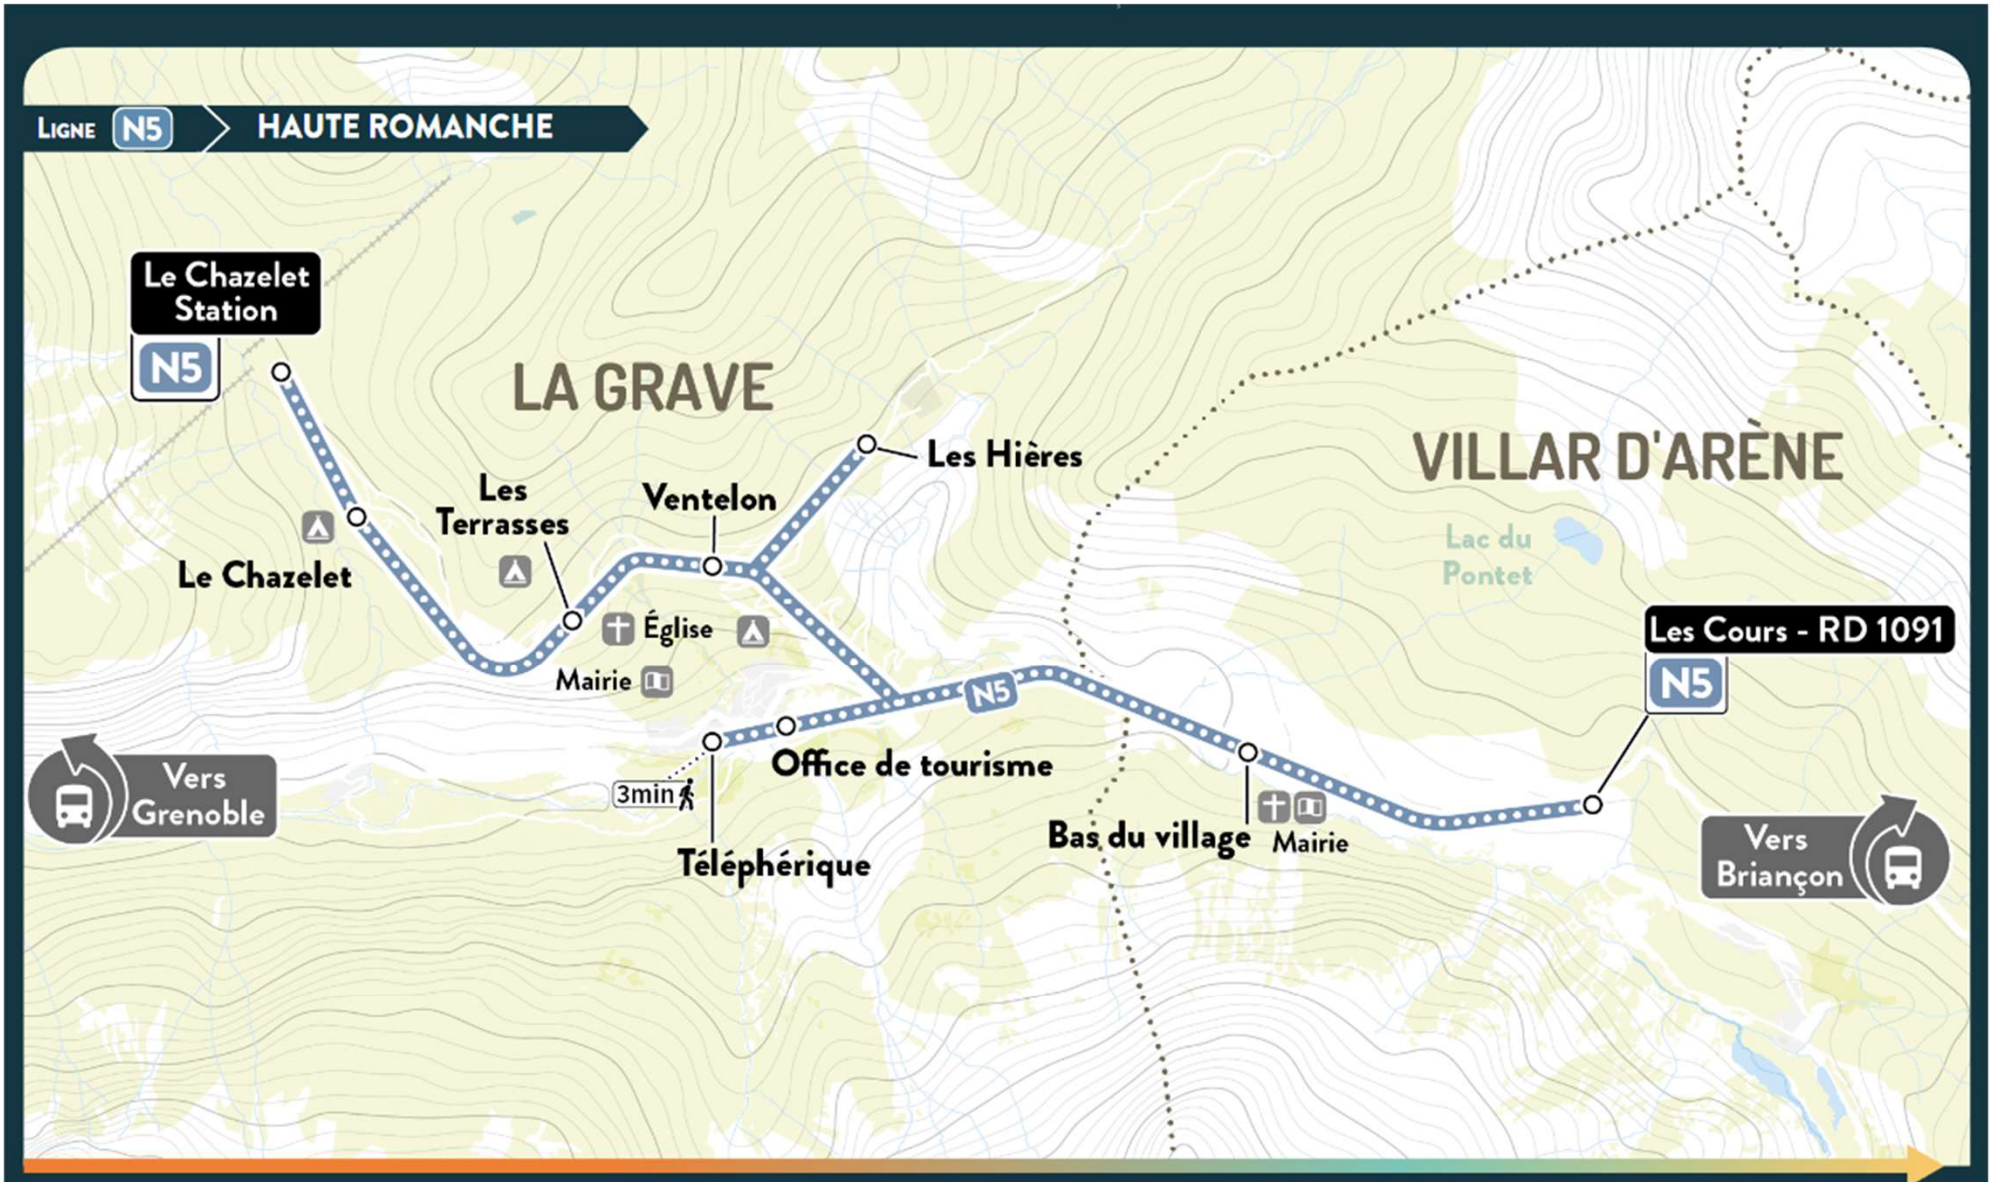 LIGNE N5 HAUTE ROMANCHE
Le Chazelet
Station
N5
LA GRAVE
Les Hières
VILLAR D'ARÈNE
Les
Terrasses
Ventelon
Lac du
Pontet
Le Chazelet
Église
Les Cours - RD 1091
N5
Mairie
N5
Office de tourisme
Vers
Grenoble
3min
Téléphérique
Bas du village
Mairie
Vers
Briançon